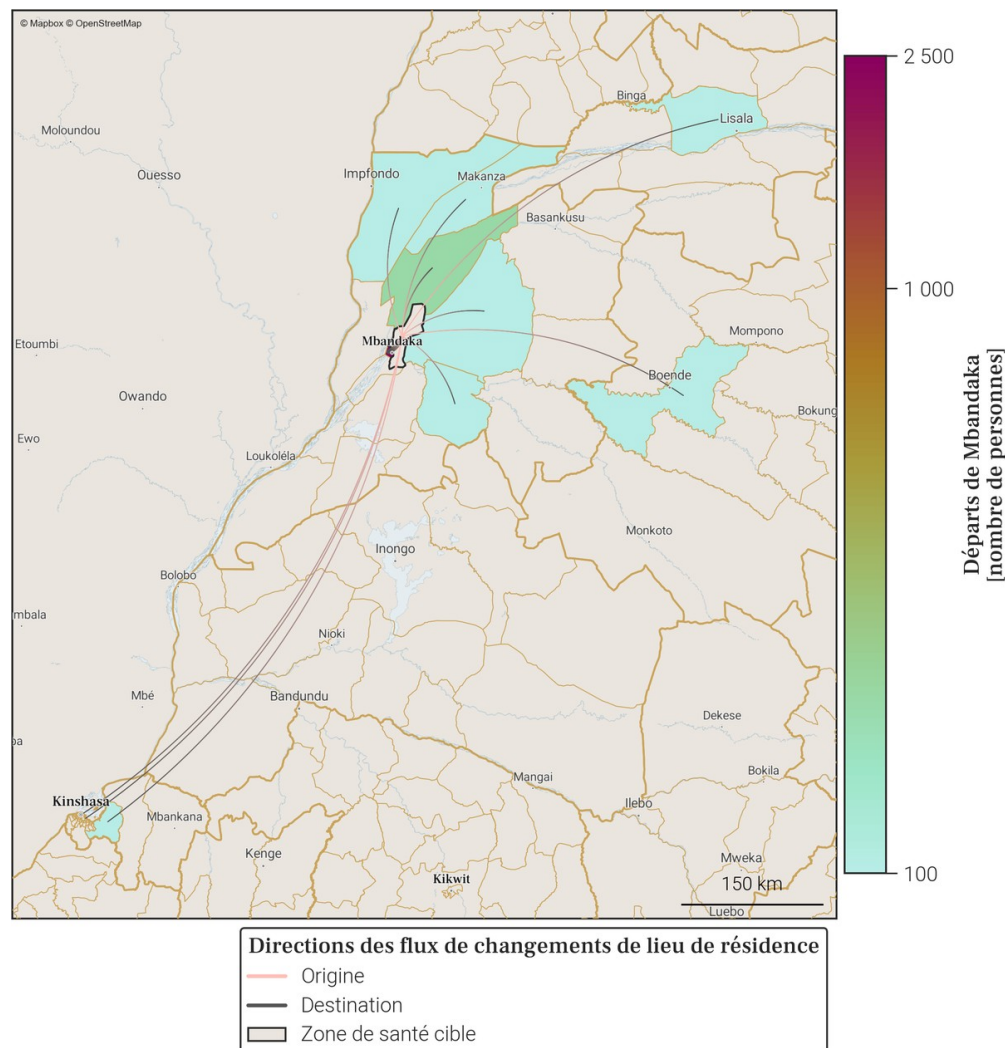 © Mapbox © OpenStreetMap
2 500
Binga
Lisala
Moloundou
Ouesso
Impfondo
Makanza
Basankusu
1 000
Mompono
Mbandaka
Etoumbi
Boende
Owando
Bokung
Ewo
Loukoléla
Départs de Mbandaka
[nombre de personnes]
Monkoto
Inongo
Bolobo
mbala
Nioki
Mbé
Bandundu
Dekese
ɔa
Mangai
Bokila
Kinshasa
Mbankana
Ilebo
Kenge
Mweka
Kikwit
100
150 km
Luebo
Directions des flux de changements de lieu de résidence
Origine
Destination
Zone de santé cible